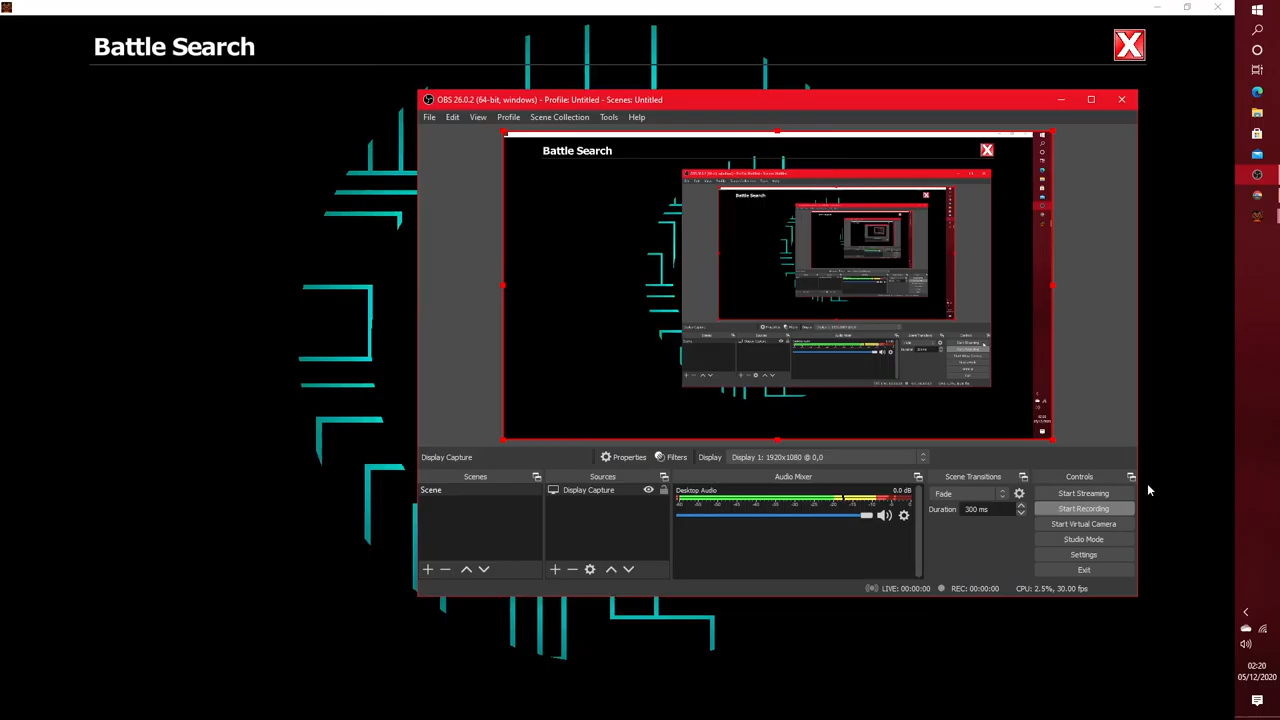 Battle Search
X
OBS 26.0.2 (64-bit, windows) - Profile: Untitled - Scenes: Untitled
File Edit View Profile Scene Collection Tools Help
Battle Search
X
Battle Search
Display Capture Properties Filters Display Display 1: 1920x1080 @ 0,0
Scenes Sources Audio Mixer Scene Transitions Controls
Scene
Display Capture
Desktop Audio 0.0 dB
Fade
Duration 300 ms
Start Streaming
Start Recording
Start Virtual Camera
Studio Mode
Settings
Exit
LIVE: 00:00:00 REC: 00:00:00 CPU: 2.5%, 30.00 fps
02:20
05/12/2020